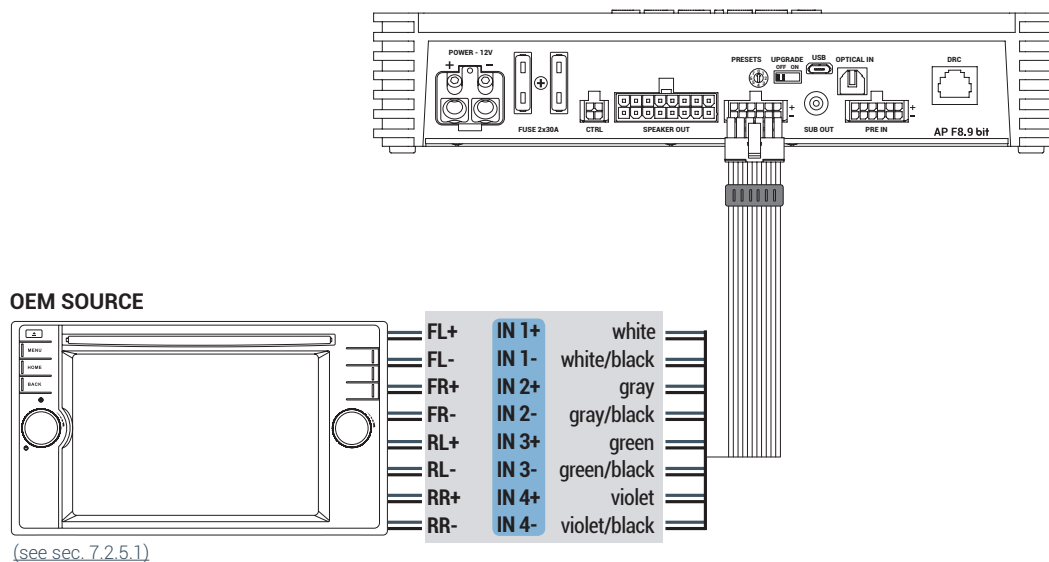 POWER - 12V
+ -
FUSE 2x30A
CTRL
SPEAKER OUT
PRESETS
UPGRADE
OFF ON
USB
OPTICAL IN
DRC
+
-
SUB OUT
PRE IN
+
-
AP F8.9 bit
OEM SOURCE
MENU
HOME
BACK
FL+ IN 1+ white
FL- IN 1- white/black
FR+ IN 2+ gray
FR- IN 2- gray/black
RL+ IN 3+ green
RL- IN 3- green/black
RR+ IN 4+ violet
RR- IN 4- violet/black
(see sec. 7.2.5.1)